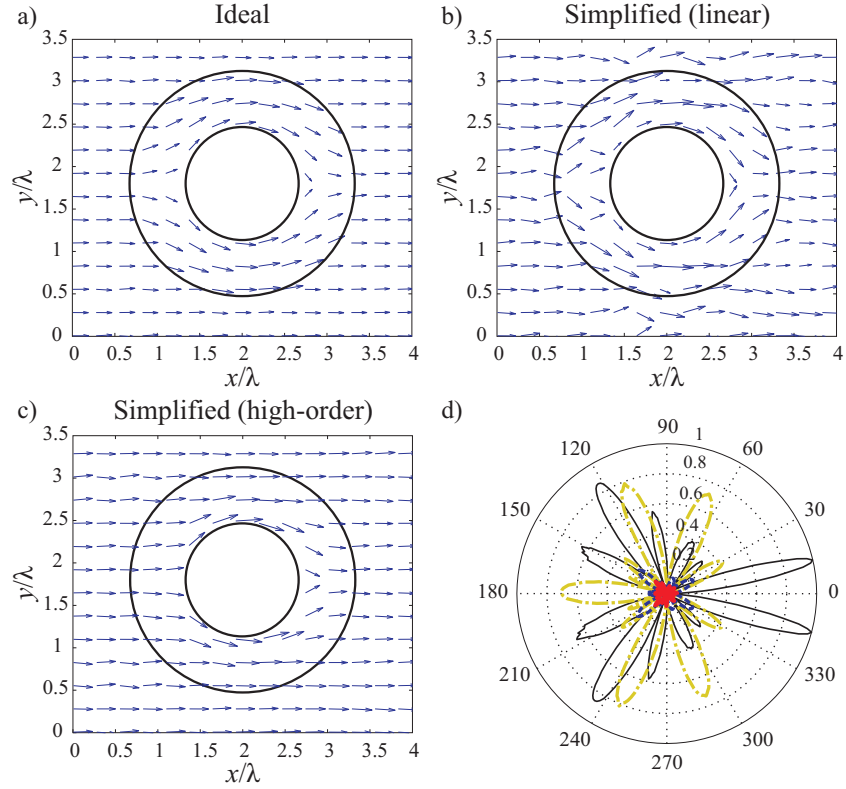 a) Ideal
3.5
3
2.5
2
1.5
1
0.5
0
y/λ
0 0.5 1 1.5 2 2.5 3 3.5 4
x/λ
b) Simplified (linear)
3.5
3
2.5
2
1.5
1
0.5
0
y/λ
0 0.5 1 1.5 2 2.5 3 3.5 4
x/λ
c) Simplified (high-order)
3.5
3
2.5
2
1.5
1
0.5
0
y/λ
0 0.5 1 1.5 2 2.5 3 3.5 4
x/λ
d)
90
120 60
150 30
180 0
210 330
240 300
270
1
0.8
0.6
0.4
0.2